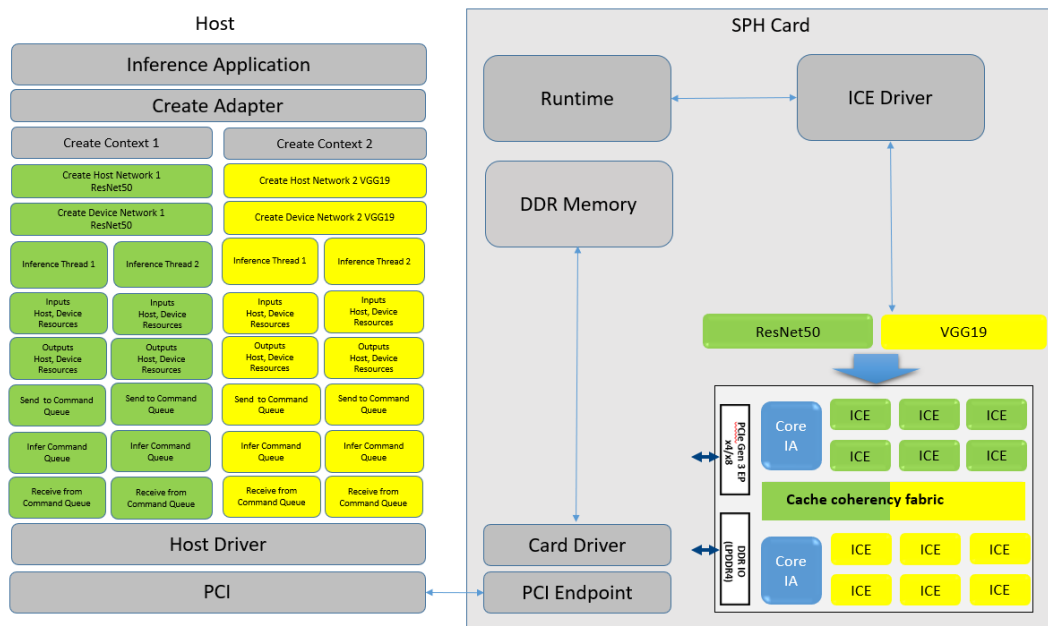 Host
Inference Application
Create Adapter
Create Context 1
Create Context 2
Create Host Network 1
ResNet50
Create Host Network 2 VGG19
Create Device Network 1
ResNet50
Create Device Network 2 VGG19
Inference Thread 1
Inference Thread 2
Inference Thread 1
Inference Thread 2
Inputs
Host, Device
Resources
Inputs
Host, Device
Resources
Inputs
Host, Device
Resources
Inputs
Host, Device
Resources
Outputs
Host, Device
Resources
Outputs
Host, Device
Resources
Outputs
Host, Device
Resources
Outputs
Host, Device
Resources
Send to Command
Queue
Send to Command
Queue
Send to Command
Queue
Send to Command
Queue
Infer Command
Queue
Infer Command
Queue
Infer Command
Queue
Infer Command
Queue
Receive from
Command Queue
Receive from
Command Queue
Receive from
Command Queue
Receive from
Command Queue
Host Driver
PCI
SPH Card
Runtime
ICE Driver
DDR Memory
ResNet50
VGG19
PCIe Gen 3 EP
x4/x8
Core
IA
ICE
ICE
ICE
ICE
ICE
ICE
Cache coherency fabric
DDR IO
(LPDDR4)
Core
IA
ICE
ICE
ICE
ICE
ICE
ICE
Card Driver
PCI Endpoint